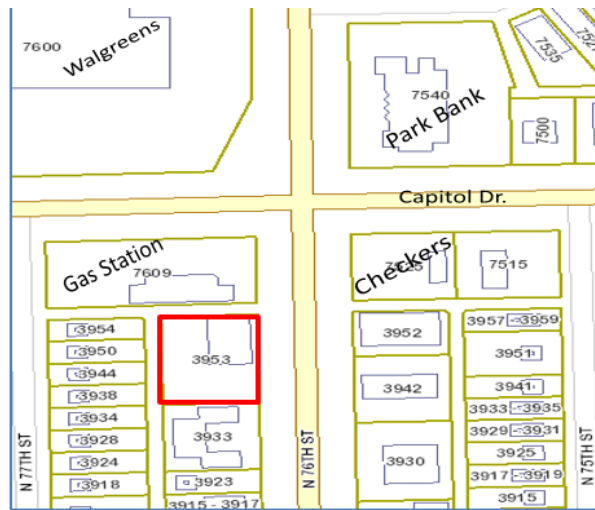 7600
Walgreens
7535
7540
Park Bank
7500
Capitol Dr.
Gas Station
7609
Checkers
7515
3954
3950
3944
3938
3934
3928
3924
3918
3953
3933
3923
3915 - 3917
3952
3942
3930
3957 - 3959
3951
3941
3933 - 3935
3929 - 3931
3925
3917 - 3919
3915
N 77TH ST
N 76TH ST
N 75TH ST